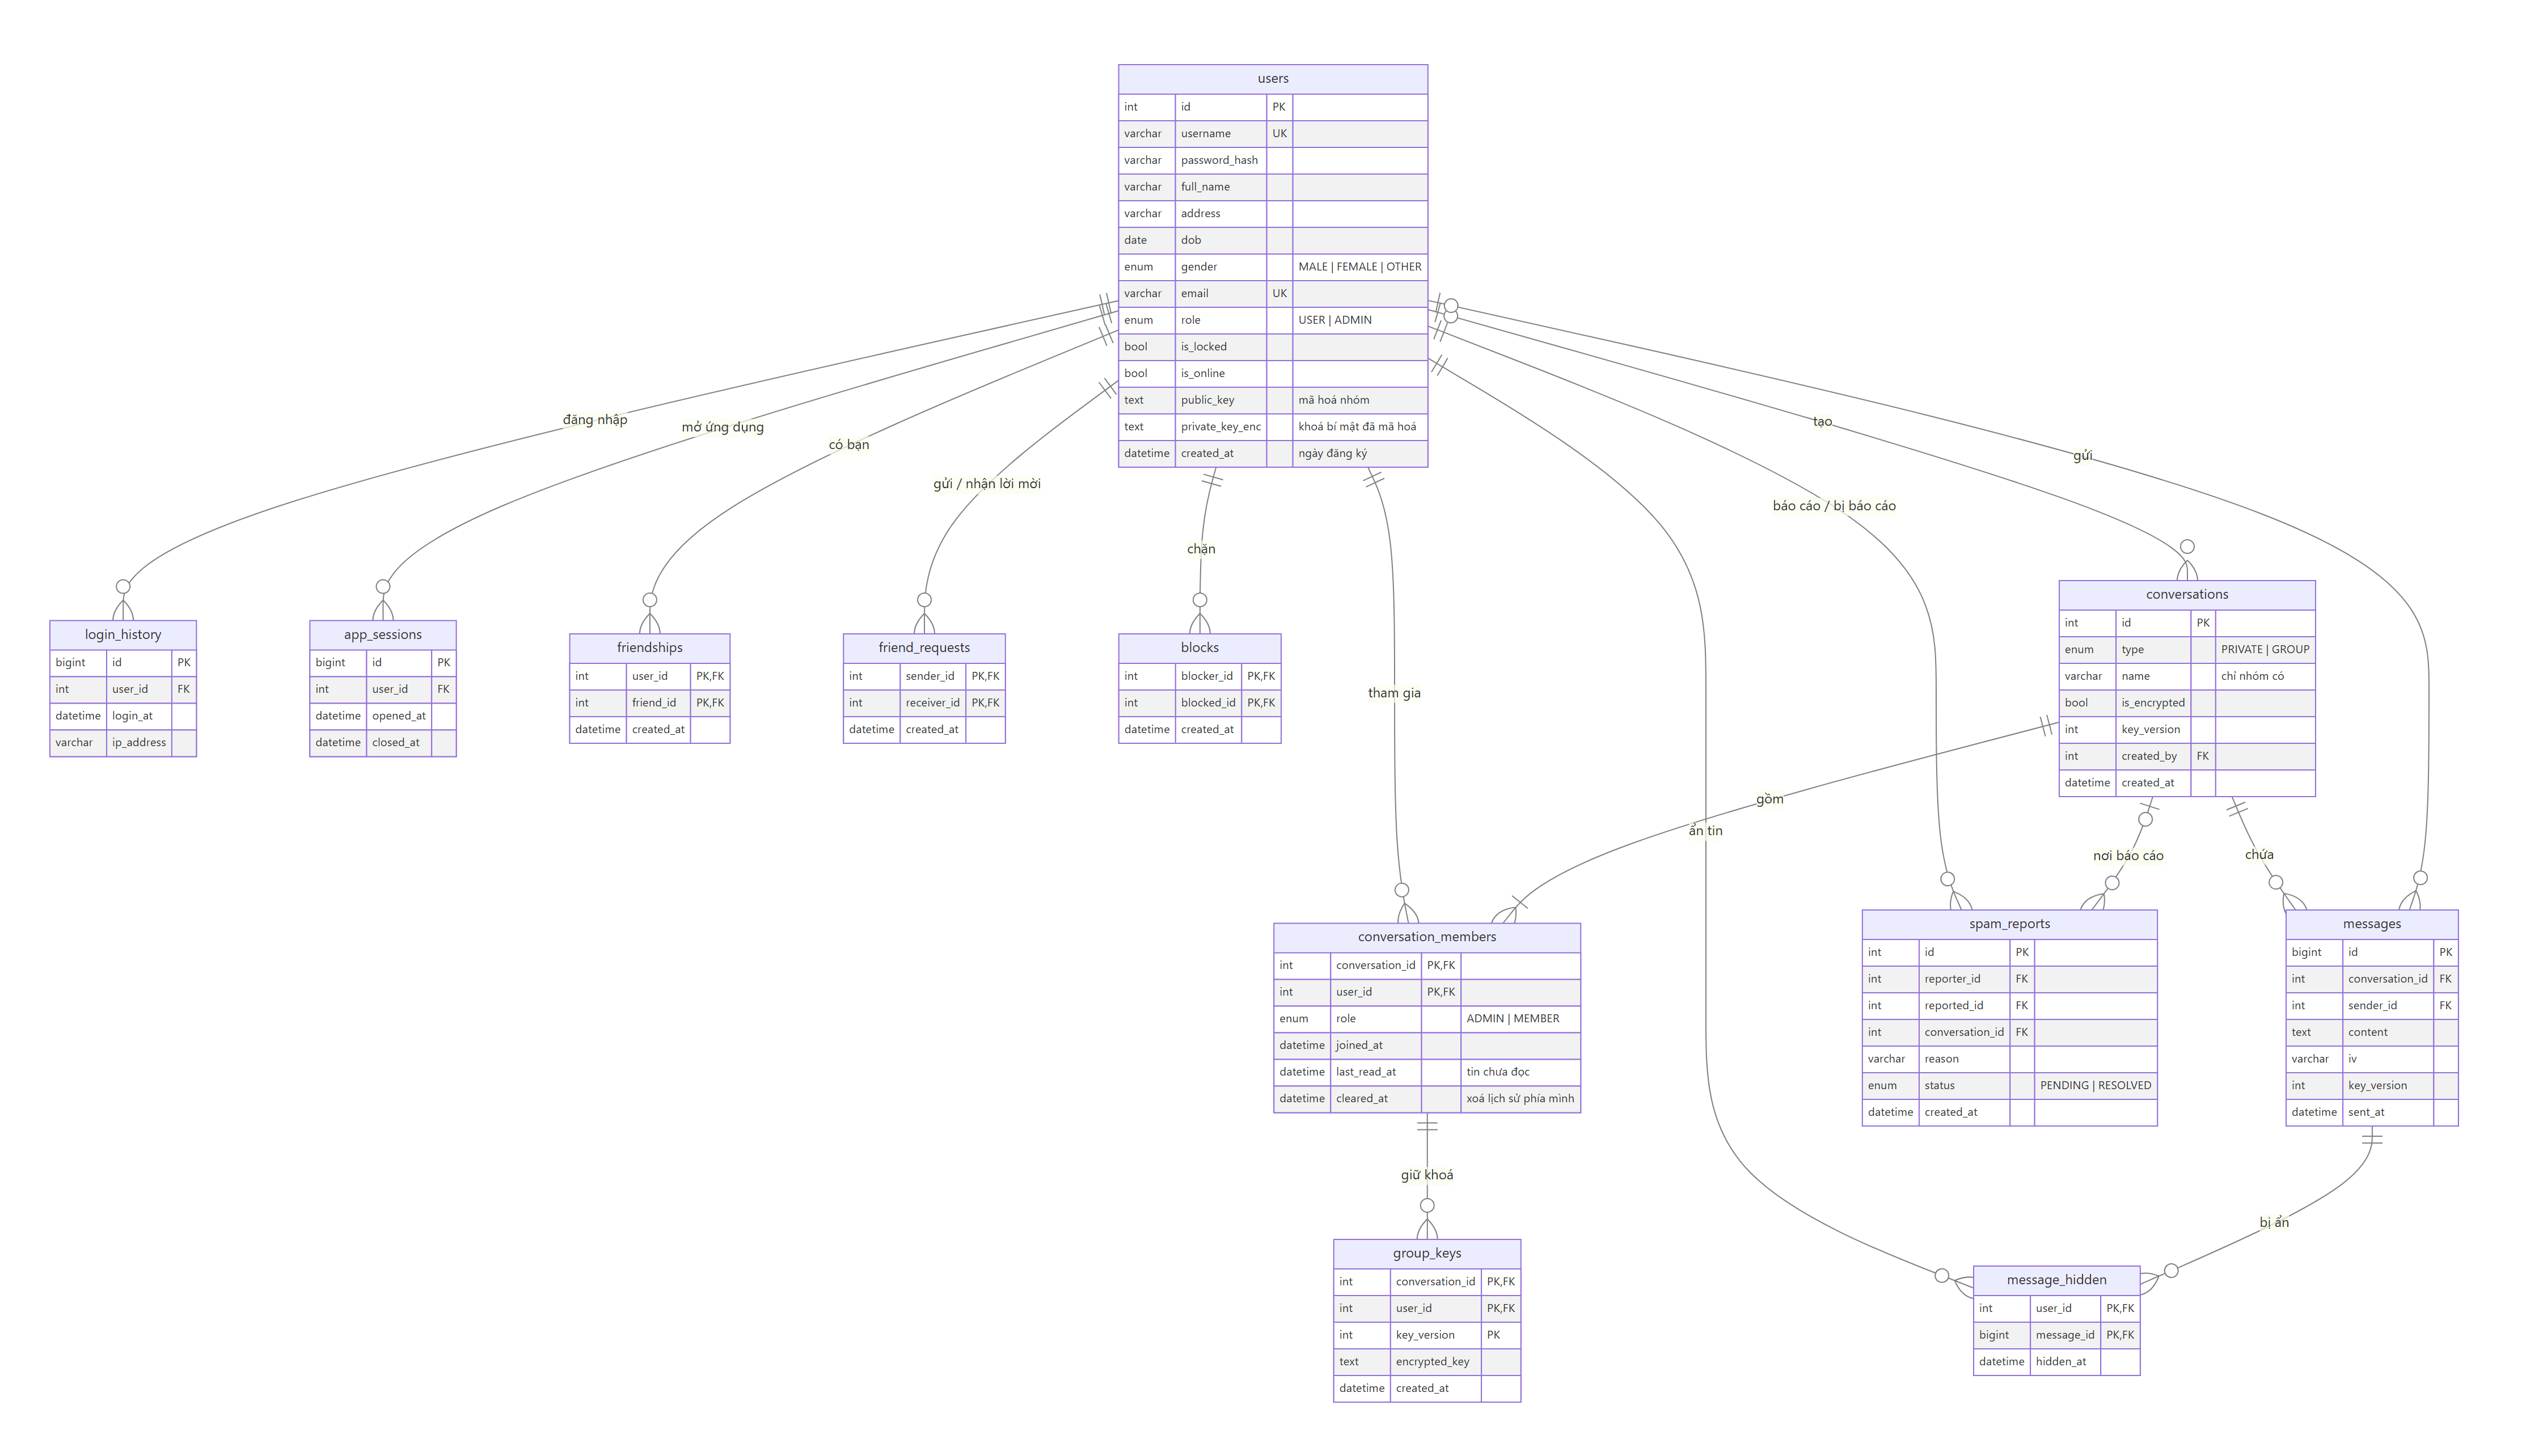 users
int id PK
varchar username UK
varchar password_hash
varchar full_name
varchar address
date dob
enum gender MALE | FEMALE | OTHER
varchar email UK
enum role USER | ADMIN
bool is_locked
bool is_online
text public_key mã hoá nhóm
text private_key_enc khoá bí mật đã mã hoá
datetime created_at ngày đăng ký
đăng nhập
mở ứng dụng
có bạn
gửi / nhận lời mời
chặn
tham gia
ẩn tin
báo cáo / bị báo cáo
tạo
gửi
login_history
bigint id PK
int user_id FK
datetime login_at
varchar ip_address
app_sessions
bigint id PK
int user_id FK
datetime opened_at
datetime closed_at
friendships
int user_id PK,FK
int friend_id PK,FK
datetime created_at
friend_requests
int sender_id PK,FK
int receiver_id PK,FK
datetime created_at
blocks
int blocker_id PK,FK
int blocked_id PK,FK
datetime created_at
conversations
int id PK
enum type PRIVATE | GROUP
varchar name chỉ nhóm có
bool is_encrypted
int key_version
int created_by FK
datetime created_at
gồm
nơi báo cáo
chứa
conversation_members
int conversation_id PK,FK
int user_id PK,FK
enum role ADMIN | MEMBER
datetime joined_at
datetime last_read_at tin chưa đọc
datetime cleared_at xoá lịch sử phía mình
spam_reports
int id PK
int reporter_id FK
int reported_id FK
int conversation_id FK
varchar reason
enum status PENDING | RESOLVED
datetime created_at
messages
bigint id PK
int conversation_id FK
int sender_id FK
text content
varchar iv
int key_version
datetime sent_at
giữ khoá
bị ẩn
group_keys
int conversation_id PK,FK
int user_id PK,FK
int key_version PK
text encrypted_key
datetime created_at
message_hidden
int user_id PK,FK
bigint message_id PK,FK
datetime hidden_at